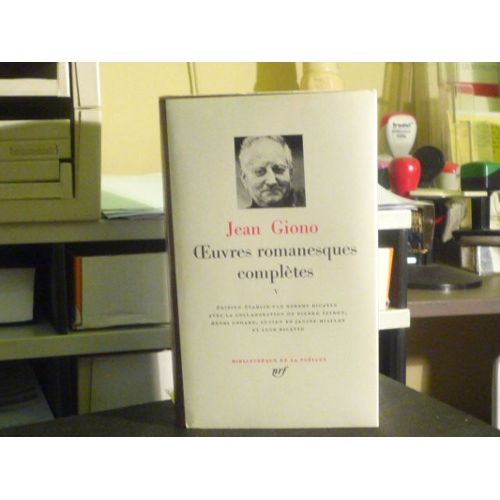 Jean Giono
Œuvres romanesques
complètes
V
ÉDITION ÉTABLIE PAR ROBERT RICATTE
AVEC LA COLLABORATION DE PIERRE CITRON,
HENRI GODARD, LUCIEN ET JANINE MIALLET
ET LUCE RICATTE
BIBLIOTHÈQUE DE LA PLÉIADE
nrf
trodat